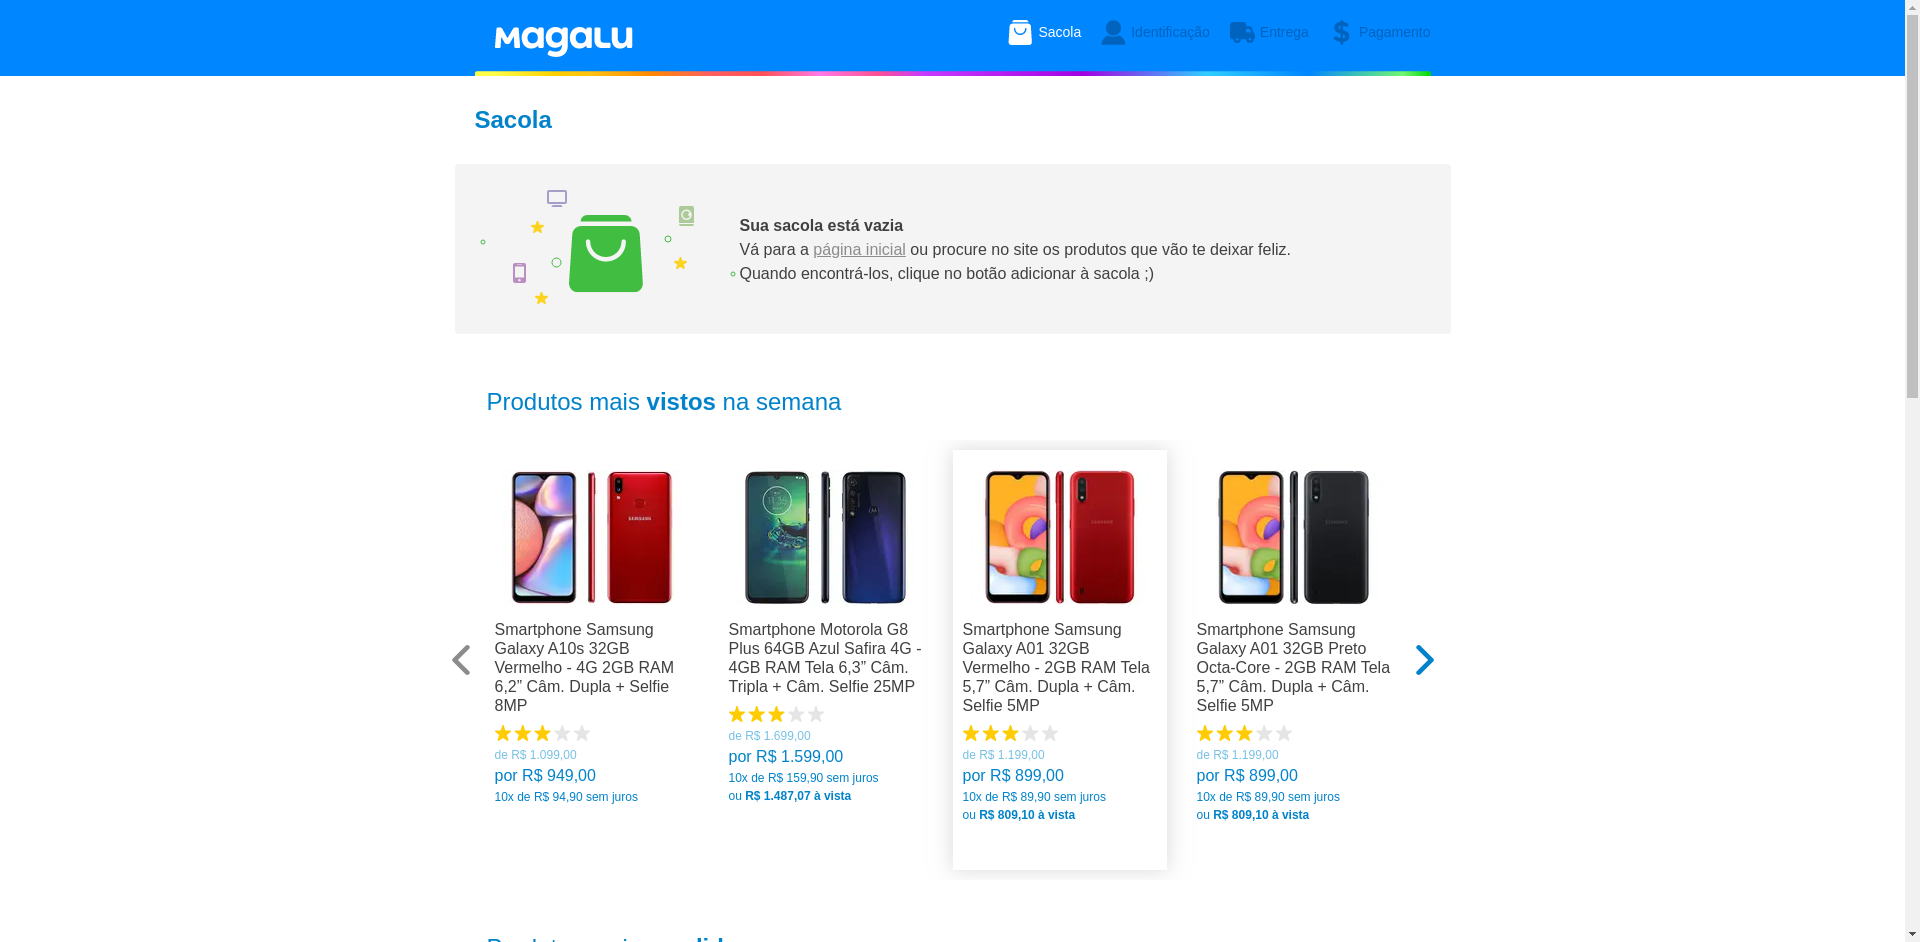 Magalu
Sacola
Identificação
Entrega
Pagamento
Sacola
Sua sacola está vazia
Vá para a página inicial ou procure no site os produtos que vão te deixar feliz.
Quando encontrá-los, clique no botão adicionar à sacola ;)
Produtos mais vistos na semana
SAMSUNG
Smartphone Samsung
Galaxy A10s 32GB
Vermelho - 4G 2GB RAM
6,2” Câm. Dupla + Selfie
8MP
de R$ 1.099,00
por R$ 949,00
10x de R$ 94,90 sem juros
Smartphone Motorola G8
Plus 64GB Azul Safira 4G -
4GB RAM Tela 6,3” Câm.
Tripla + Câm. Selfie 25MP
de R$ 1.699,00
por R$ 1.599,00
10x de R$ 159,90 sem juros
ou R$ 1.487,07 à vista
Smartphone Samsung
Galaxy A01 32GB
Vermelho - 2GB RAM Tela
5,7” Câm. Dupla + Câm.
Selfie 5MP
de R$ 1.199,00
por R$ 899,00
10x de R$ 89,90 sem juros
ou R$ 809,10 à vista
Smartphone Samsung
Galaxy A01 32GB Preto
Octa-Core - 2GB RAM Tela
5,7” Câm. Dupla + Câm.
Selfie 5MP
de R$ 1.199,00
por R$ 899,00
10x de R$ 89,90 sem juros
ou R$ 809,10 à vista